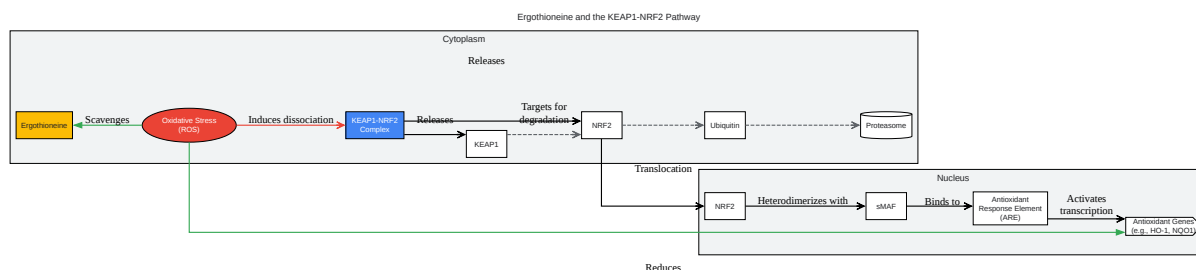 Ergothioneine and the KEAP1-NRF2 Pathway
Cytoplasm
Releases
Ergothioneine
Scavenges
Oxidative Stress
(ROS)
Induces dissociation
KEAP1-NRF2
Complex
Releases
KEAP1
Targets for
degradation
NRF2
Ubiquitin
Proteasome
Translocation
Nucleus
NRF2
Heterodimerizes with
sMAF
Binds to
Antioxidant
Response Element
(ARE)
Activates
transcription
Antioxidant Genes
(e.g., HO-1, NQO1)
Reduces